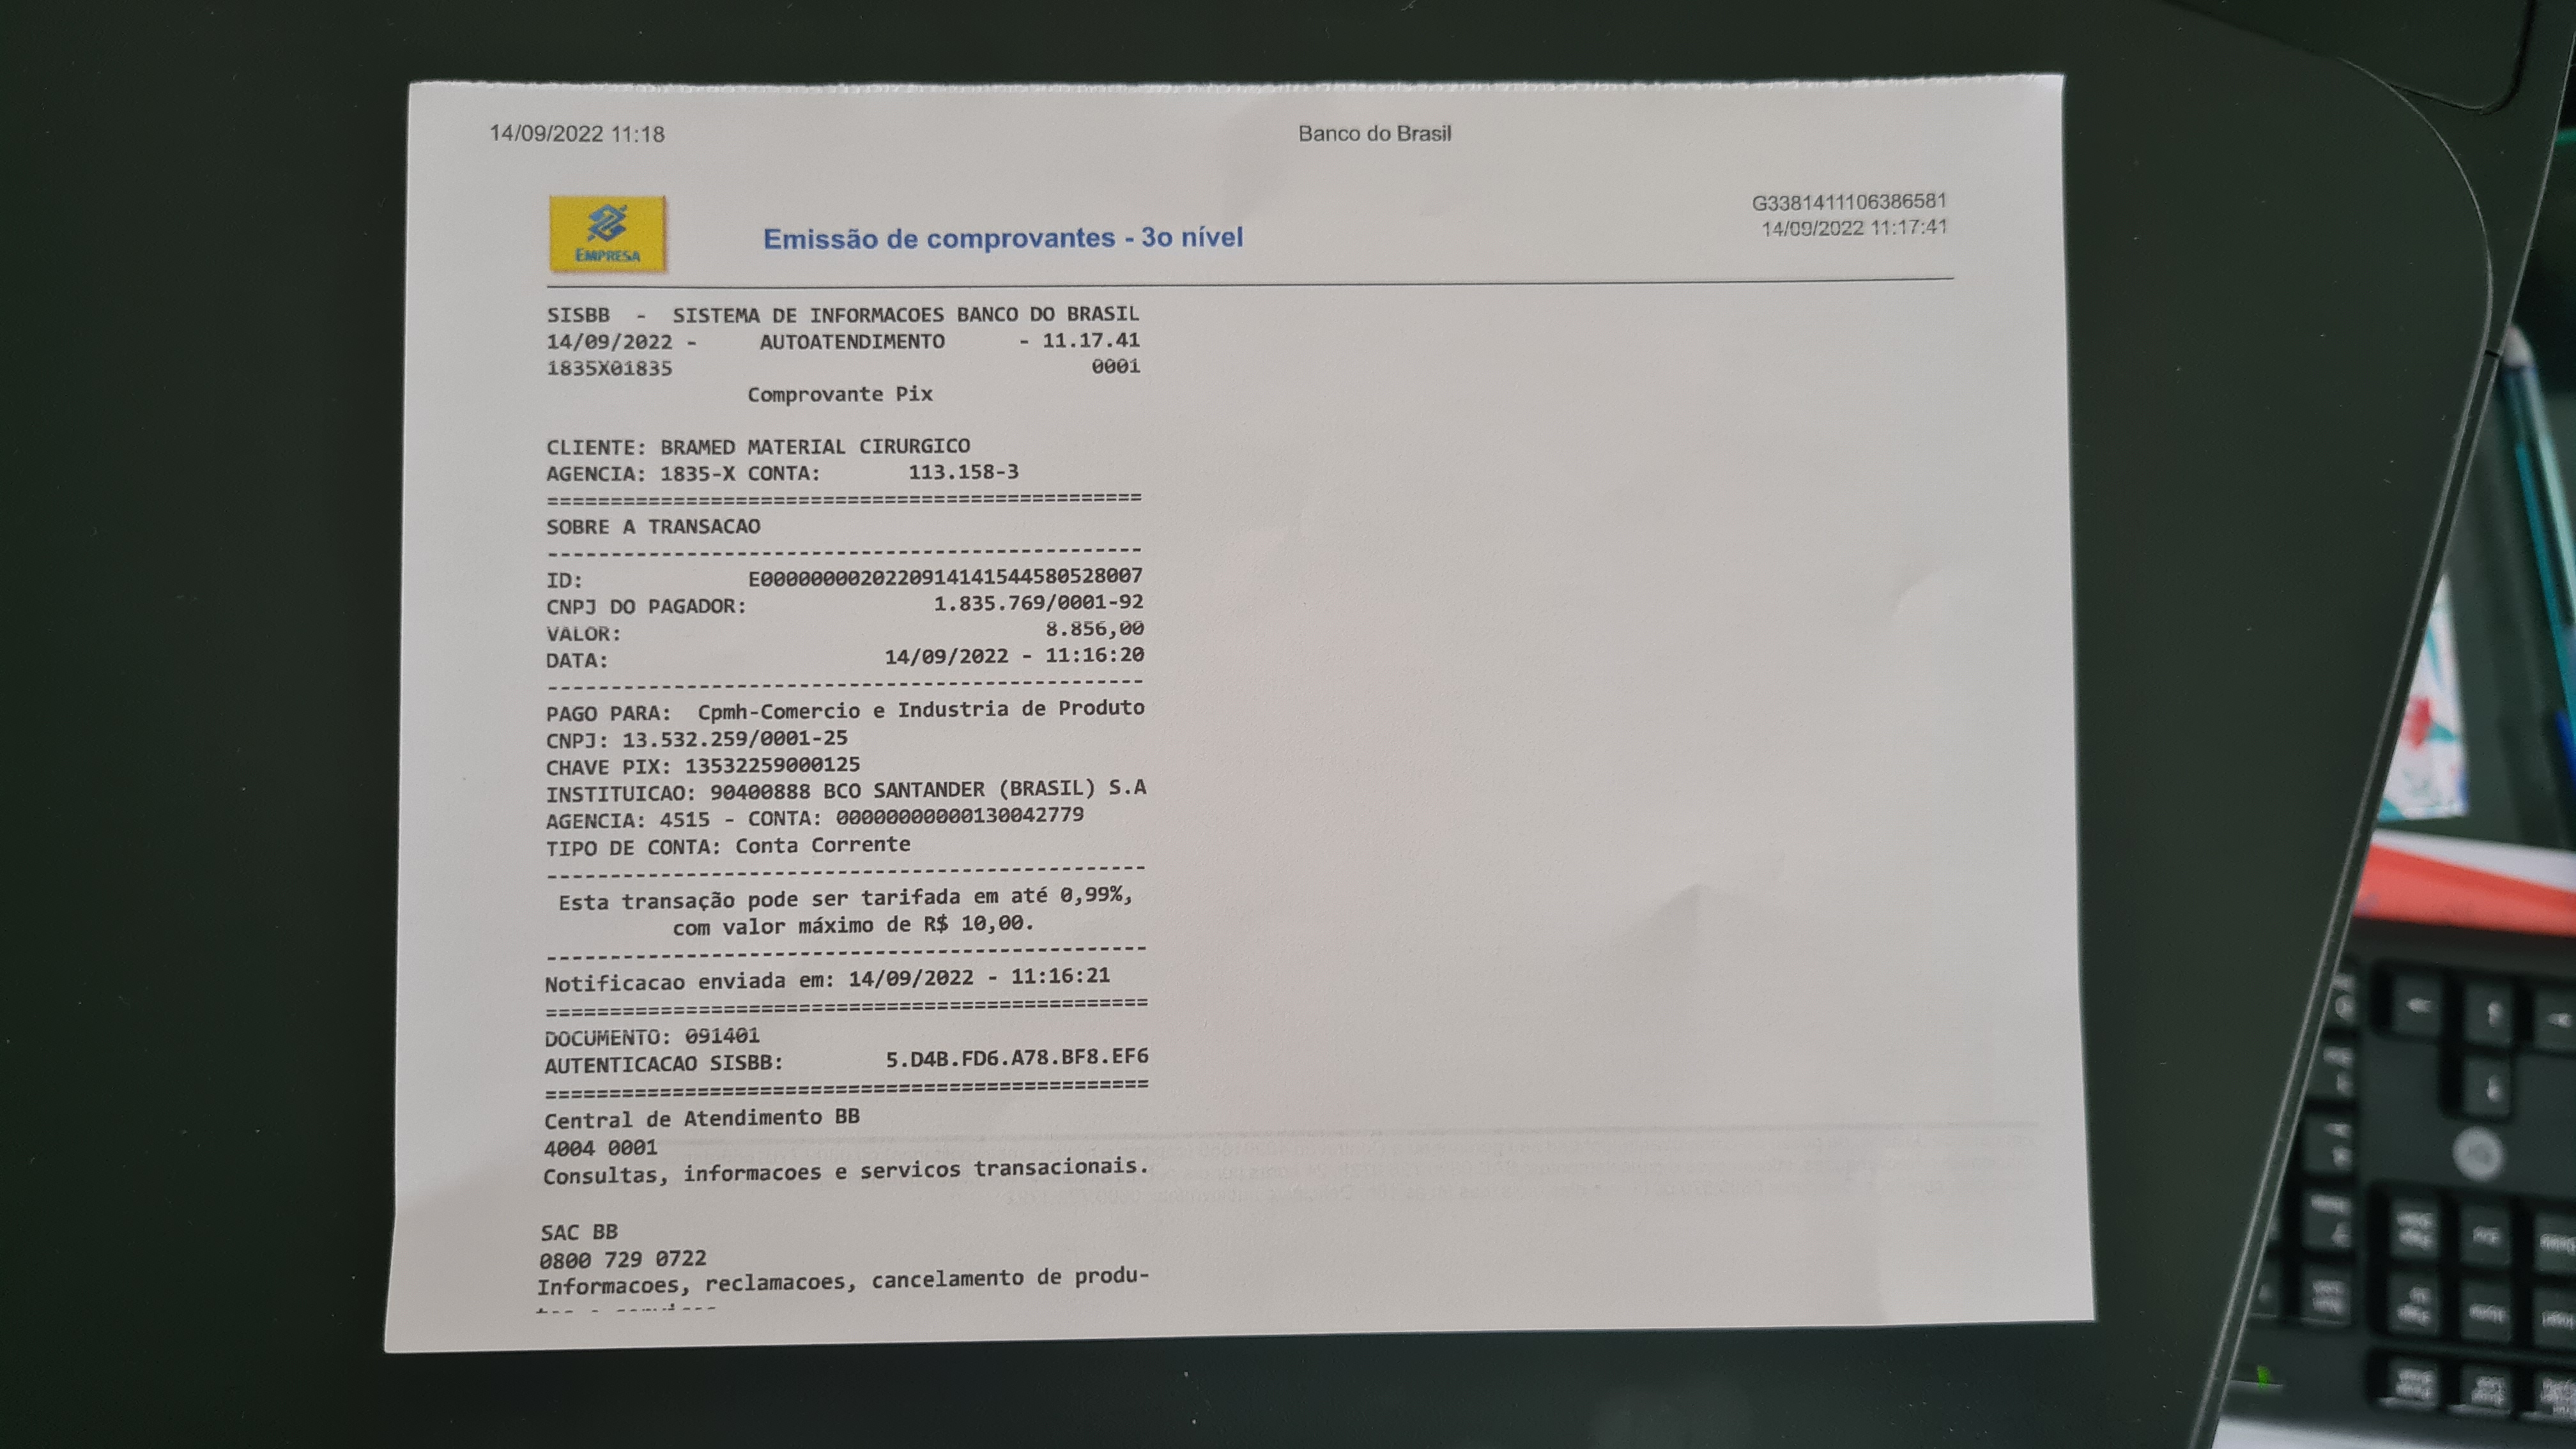 14/09/2022 11:18
Banco do Brasil
EMPRESA
Emissão de comprovantes - 3o nível
G3381411106386581
14/09/2022 11:17:41
SISBB - SISTEMA DE INFORMACOES BANCO DO BRASIL
14/09/2022 - AUTOATENDIMENTO - 11.17.41
1835X01835 0001
Comprovante Pix
CLIENTE: BRAMED MATERIAL CIRURGICO
AGENCIA: 1835-X CONTA: 113.158-3
================================================
SOBRE A TRANSACAO
------------------------------------------------
ID: E0000000020220914141544580528007
CNPJ DO PAGADOR: 1.835.769/0001-92
VALOR: 8.856,00
DATA: 14/09/2022 - 11:16:20
------------------------------------------------
PAGO PARA: Cpmh-Comercio e Industria de Produto
CNPJ: 13.532.259/0001-25
CHAVE PIX: 13532259000125
INSTITUICAO: 90400888 BCO SANTANDER (BRASIL) S.A
AGENCIA: 4515 - CONTA: 00000000000130042779
TIPO DE CONTA: Conta Corrente
------------------------------------------------
Esta transação pode ser tarifada em até 0,99%,
com valor máximo de R$ 10,00.
------------------------------------------------
Notificacao enviada em: 14/09/2022 - 11:16:21
================================================
DOCUMENTO: 091401
AUTENTICACAO SISBB: 5.D4B.FD6.A78.BF8.EF6
================================================
Central de Atendimento BB
4004 0001
Consultas, informacoes e servicos transacionais.
SAC BB
0800 729 0722
Informacoes, reclamacoes, cancelamento de produ-